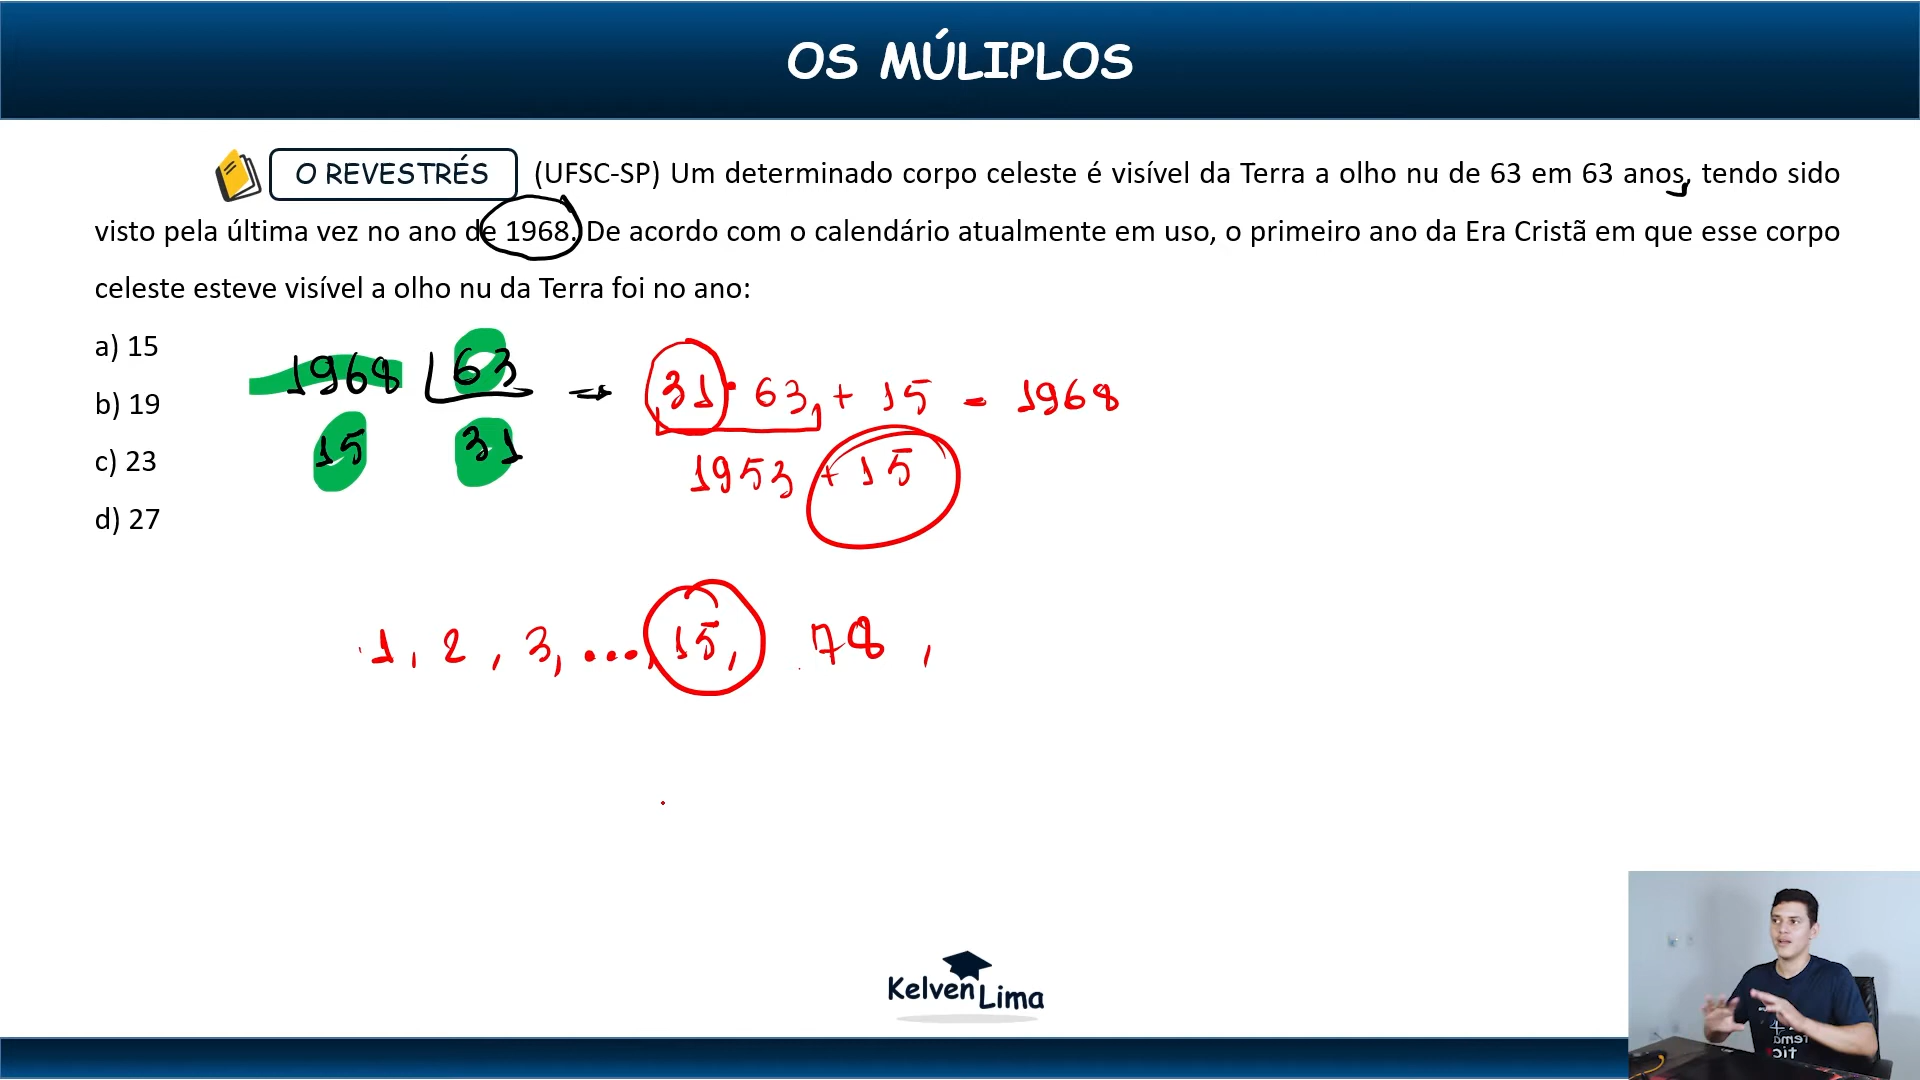 OS MÚLIPLOS
O REVESTRÉS (UFSC-SP) Um determinado corpo celeste é visível da Terra a olho nu de 63 em 63 anos, tendo sido
visto pela última vez no ano de 1968. De acordo com o calendário atualmente em uso, o primeiro ano da Era Cristã em que esse corpo
celeste esteve visível a olho nu da Terra foi no ano:
a) 15
b) 19
c) 23
d) 27
1968 63 → 31 · 63 + 15 = 1968
15 31
1953 + 15
1, 2, 3, ..., 15, 78,
Kelven Lima